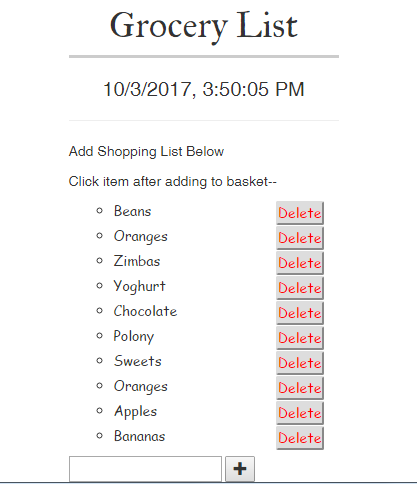 Grocery List
10/3/2017, 3:50:05 PM
Add Shopping List Below
Click item after adding to basket--
Beans Delete
Oranges Delete
Zimbas Delete
Yoghurt Delete
Chocolate Delete
Polony Delete
Sweets Delete
Oranges Delete
Apples Delete
Bananas Delete
+